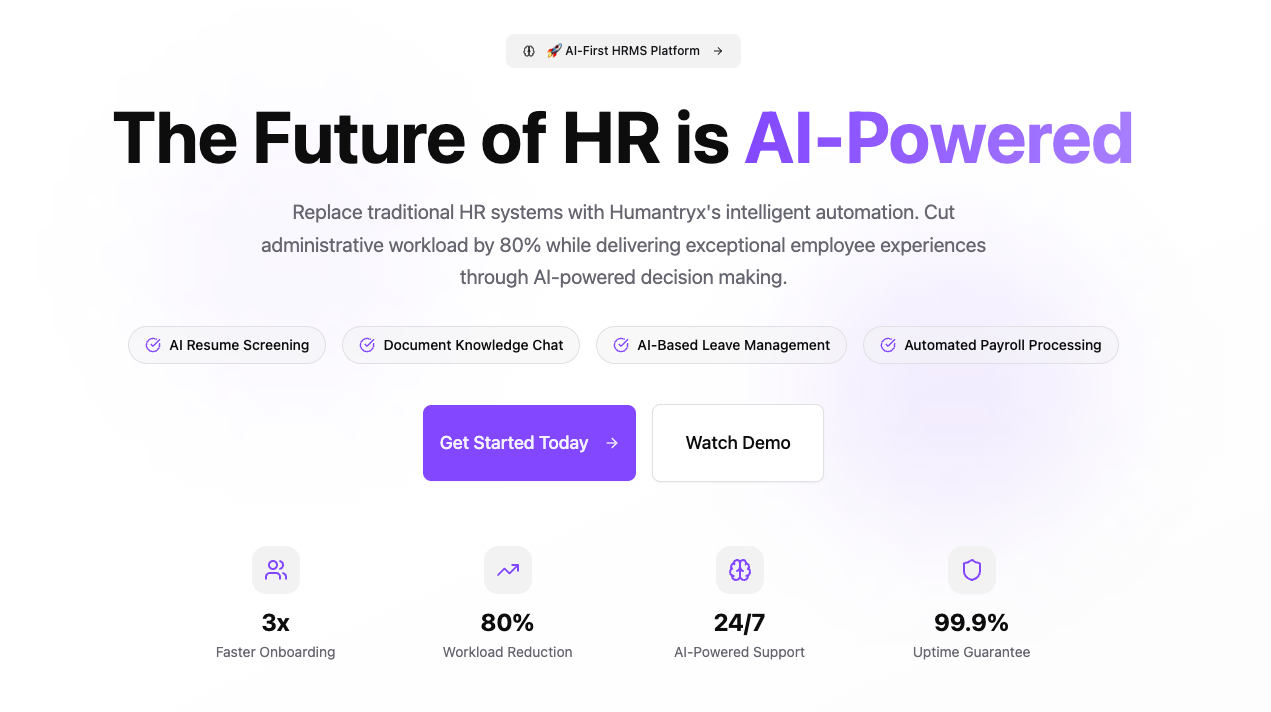 🚀 AI-First HRMS Platform →
The Future of HR is AI-Powered
Replace traditional HR systems with Humantryx's intelligent automation. Cut
administrative workload by 80% while delivering exceptional employee experiences
through AI-powered decision making.
AI Resume Screening
Document Knowledge Chat
AI-Based Leave Management
Automated Payroll Processing
Get Started Today →
Watch Demo
3x
Faster Onboarding
80%
Workload Reduction
24/7
AI-Powered Support
99.9%
Uptime Guarantee